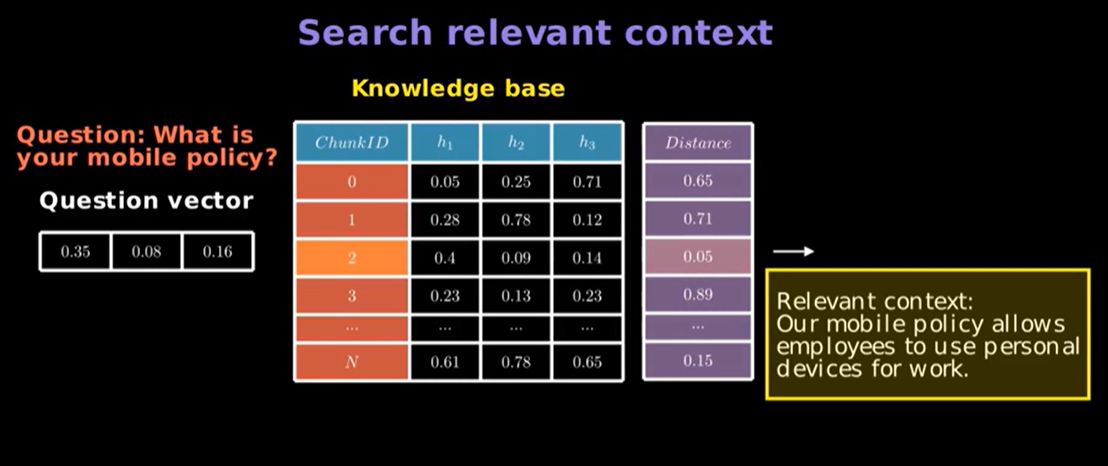 Search relevant context
Knowledge base
Question: What is
your mobile policy?
Question vector
0.35 0.08 0.16
ChunkID h₁ h₂ h₃ Distance
0 0.05 0.25 0.71 0.65
1 0.28 0.78 0.12 0.71
2 0.4 0.09 0.14 0.05
3 0.23 0.13 0.23 0.89
... ... ... ... ...
N 0.61 0.78 0.65 0.15
Relevant context:
Our mobile policy allows
employees to use personal
devices for work.